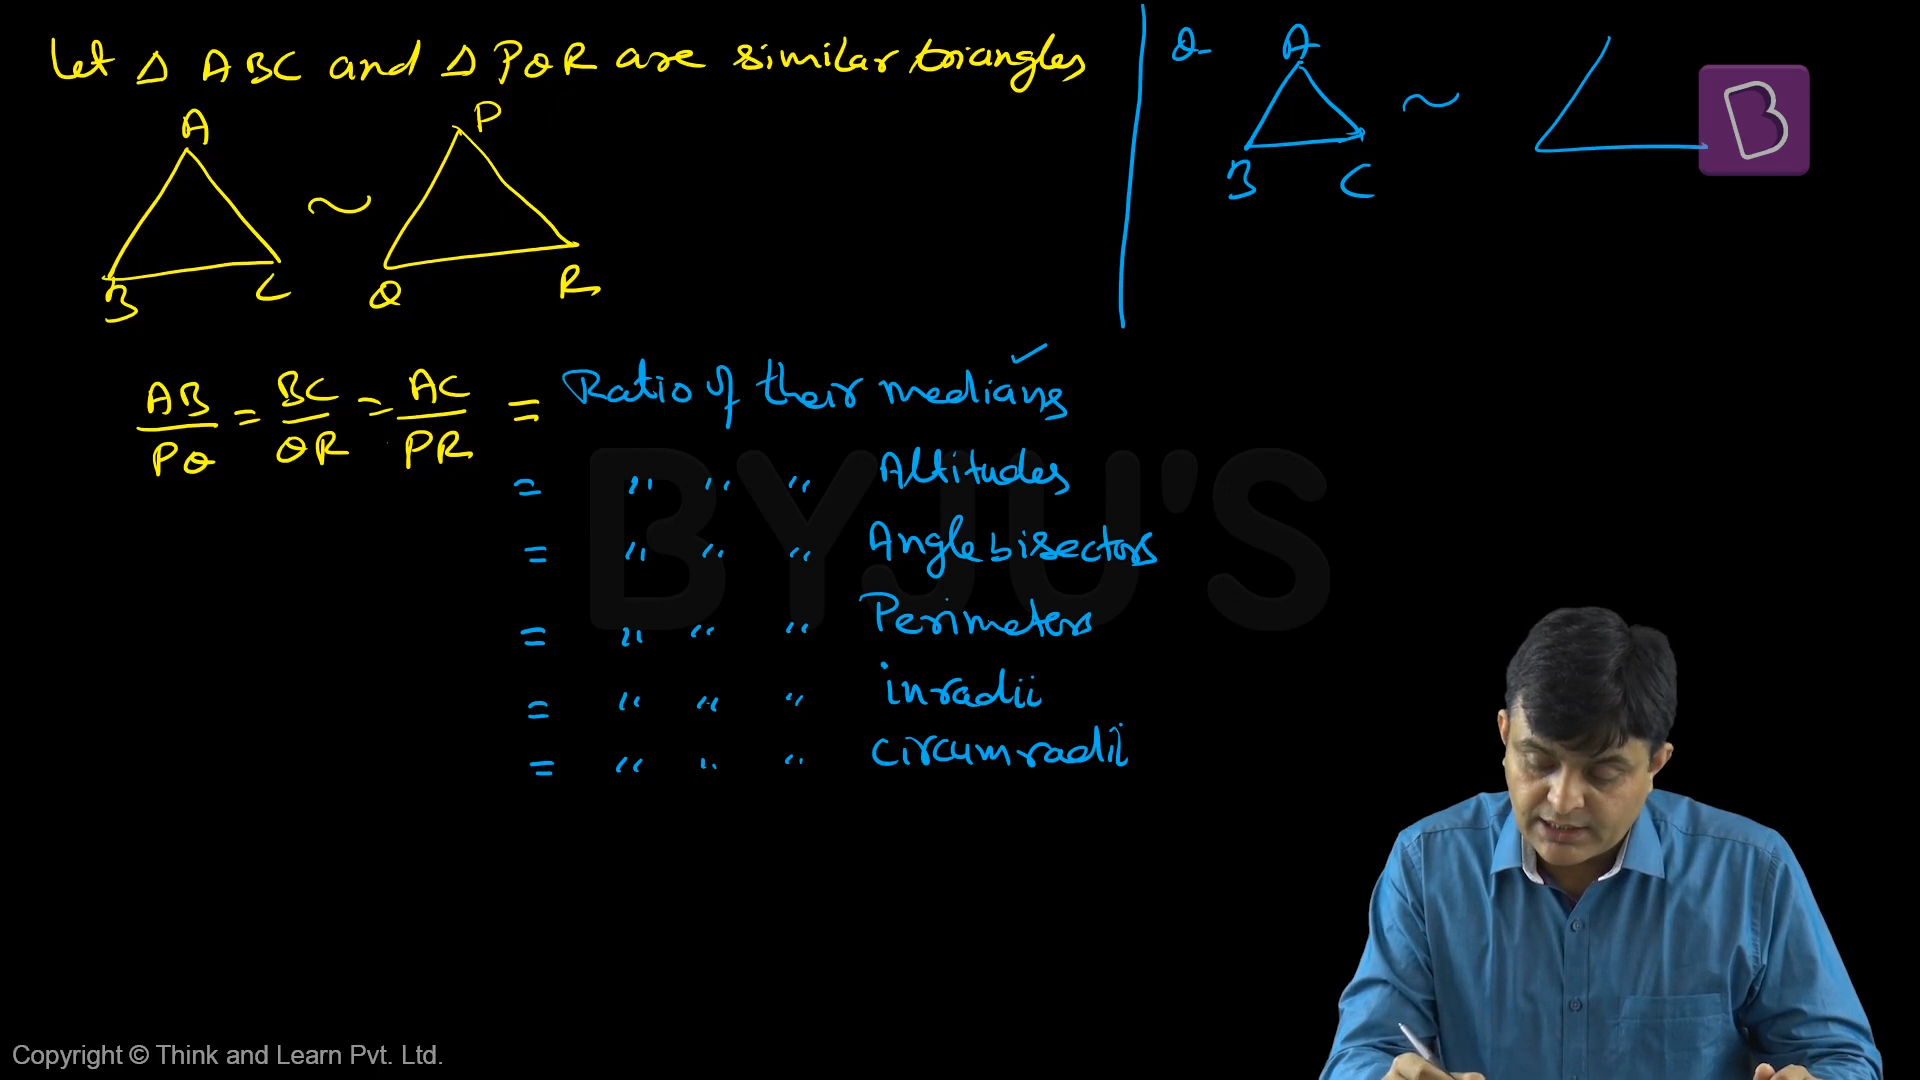 Let △ ABC and △ PQR are similar triangles
A
B C
~
P
Q R
AB/PQ = BC/QR = AC/PR = Ratio of their medians ✓
= " " " Altitudes
= " " " Angle bisectors
= " " " Perimeters
= " " " inradii
= " " " circumradii
Q-
A
B C
~
B
BYJU'S
Copyright © Think and Learn Pvt. Ltd.